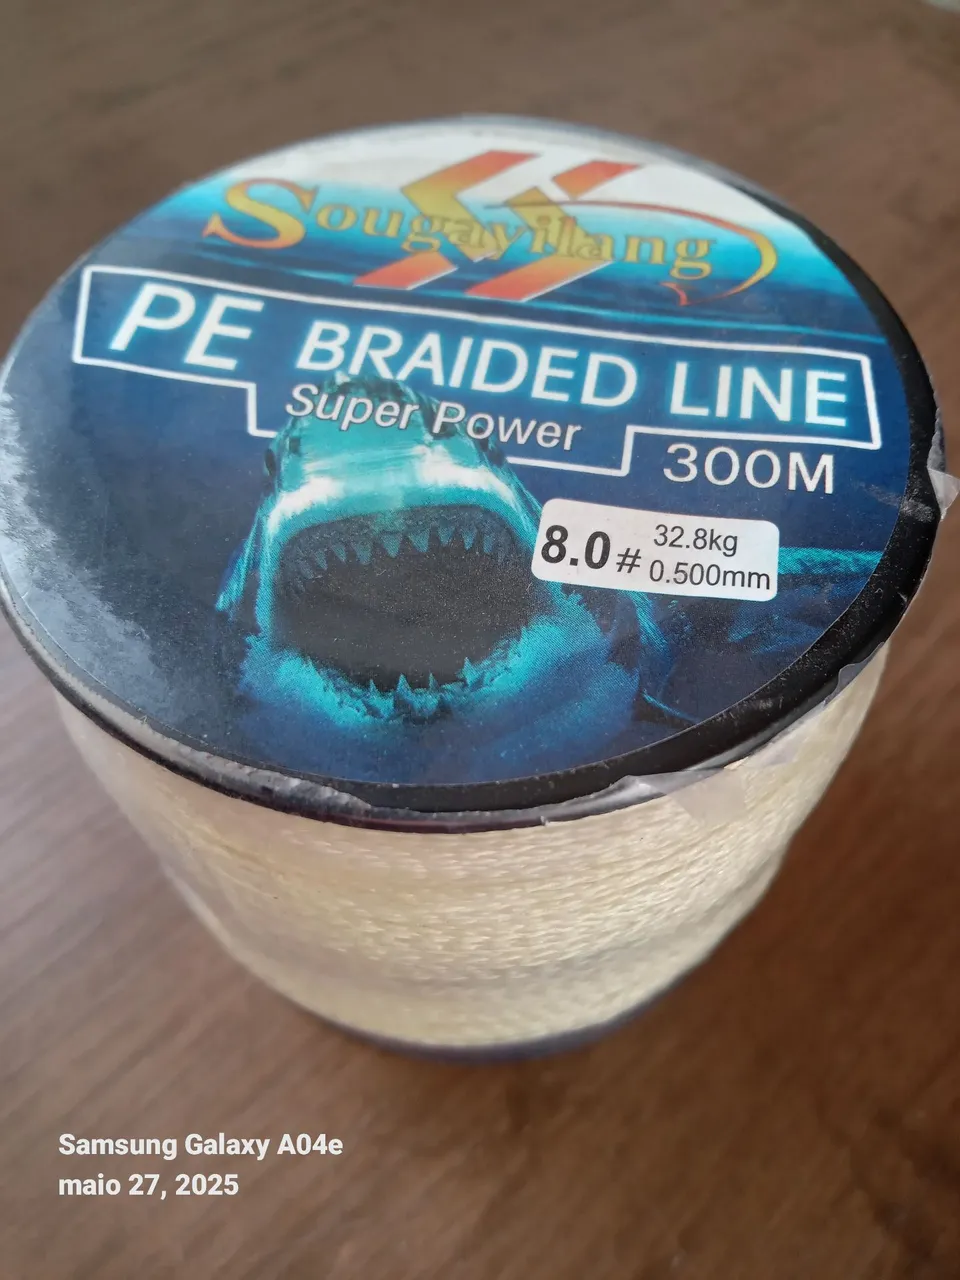 Sougayilang
PE BRAIDED LINE
Super Power
300M
8.0# 32.8kg
0.500mm
Samsung Galaxy A04e
maio 27, 2025